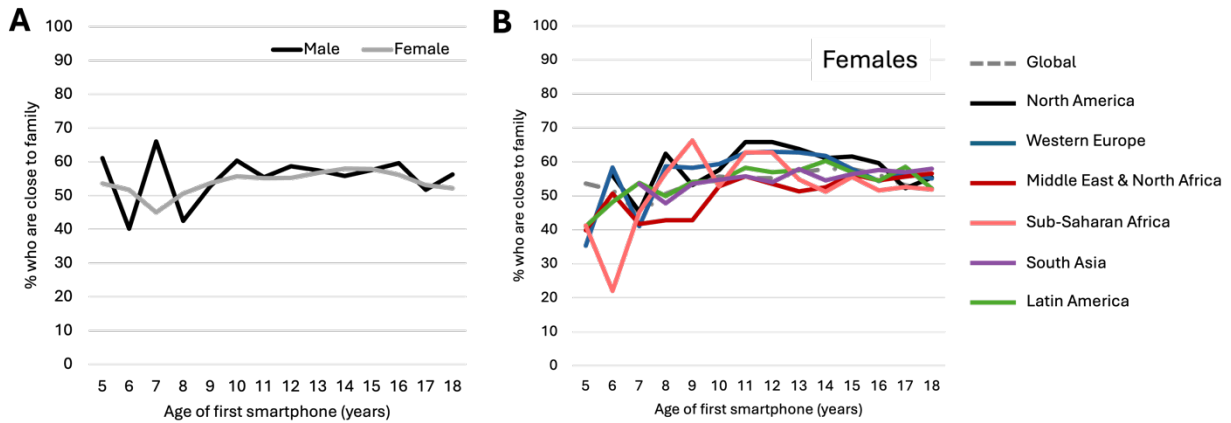 A
% who are close to family
100
90
80
70
60
50
40
30
20
10
0
Male Female
5 6 7 8 9 10 11 12 13 14 15 16 17 18
Age of first smartphone (years)
B
% who are close to family
100
90
80
70
60
50
40
30
20
10
0
Females
5 6 7 8 9 10 11 12 13 14 15 16 17 18
Age of first smartphone (years)
Global
North America
Western Europe
Middle East & North Africa
Sub-Saharan Africa
South Asia
Latin America